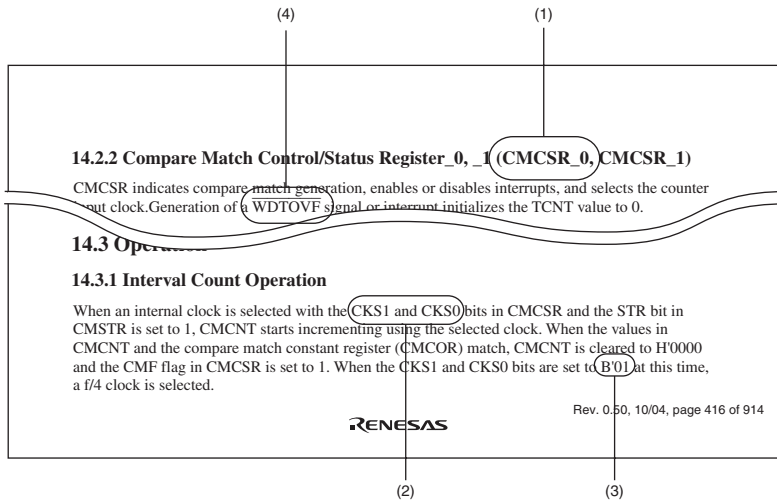 (4) (1)
14.2.2 Compare Match Control/Status Register_0, _1 (CMCSR_0, CMCSR_1)
CMCSR indicates compare match generation, enables or disables interrupts, and selects the counter
input clock.Generation of a WDTOVF signal or interrupt initializes the TCNT value to 0.
14.3 Operation
14.3.1 Interval Count Operation
When an internal clock is selected with the CKS1 and CKS0 bits in CMCSR and the STR bit in
CMSTR is set to 1, CMCNT starts incrementing using the selected clock. When the values in
CMCNT and the compare match constant register (CMCOR) match, CMCNT is cleared to H'0000
and the CMF flag in CMCSR is set to 1. When the CKS1 and CKS0 bits are set to B'01 at this time,
a f/4 clock is selected.
Rev. 0.50, 10/04, page 416 of 914
RENESAS
(2) (3)